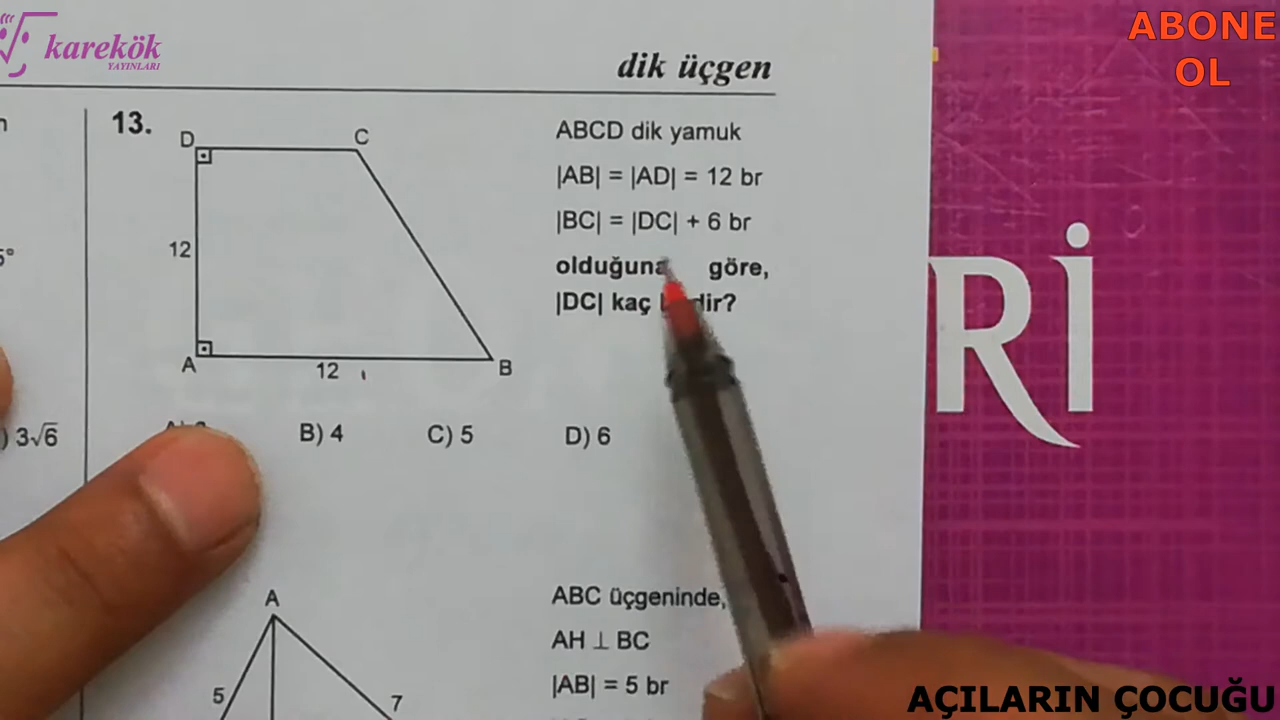 karekök
YAYINLARI
ABONE
OL
dik üçgen
13.
D
C
12
A
12
B
ABCD dik yamuk
|AB| = |AD| = 12 br
|BC| = |DC| + 6 br
olduğuna göre,
|DC| kaç
) 3√6
B) 4
C) 5
D) 6
A
5
7
ABC üçgeninde,
AH ⊥ BC
|AB| = 5 br
Rİ
AÇILARIN ÇOCUĞU